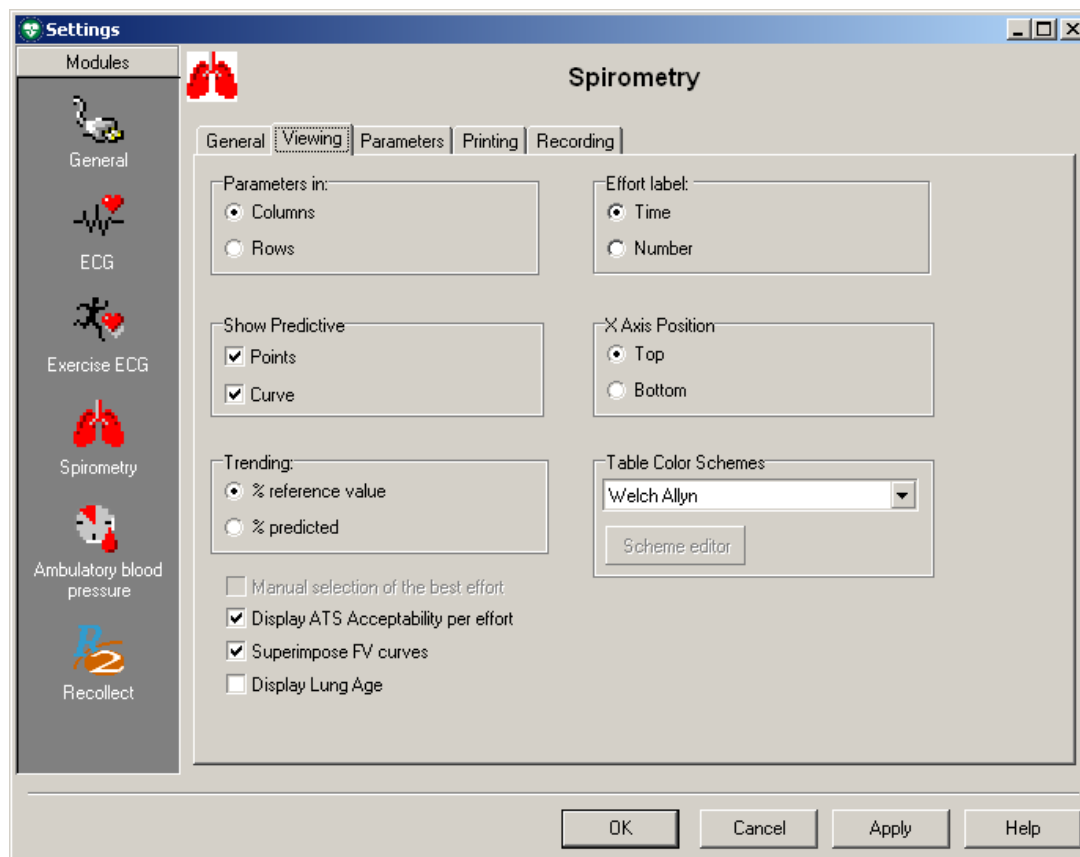 Settings
Modules
General
ECG
Exercise ECG
Spirometry
Ambulatory blood
pressure
Recollect
Spirometry
General Viewing Parameters Printing Recording
Parameters in:
Columns
Rows
Effort label:
Time
Number
Show Predictive
Points
Curve
X Axis Position
Top
Bottom
Trending:
% reference value
% predicted
Table Color Schemes
Welch Allyn
Scheme editor
Manual selection of the best effort
Display ATS Acceptability per effort
Superimpose FV curves
Display Lung Age
OK Cancel Apply Help